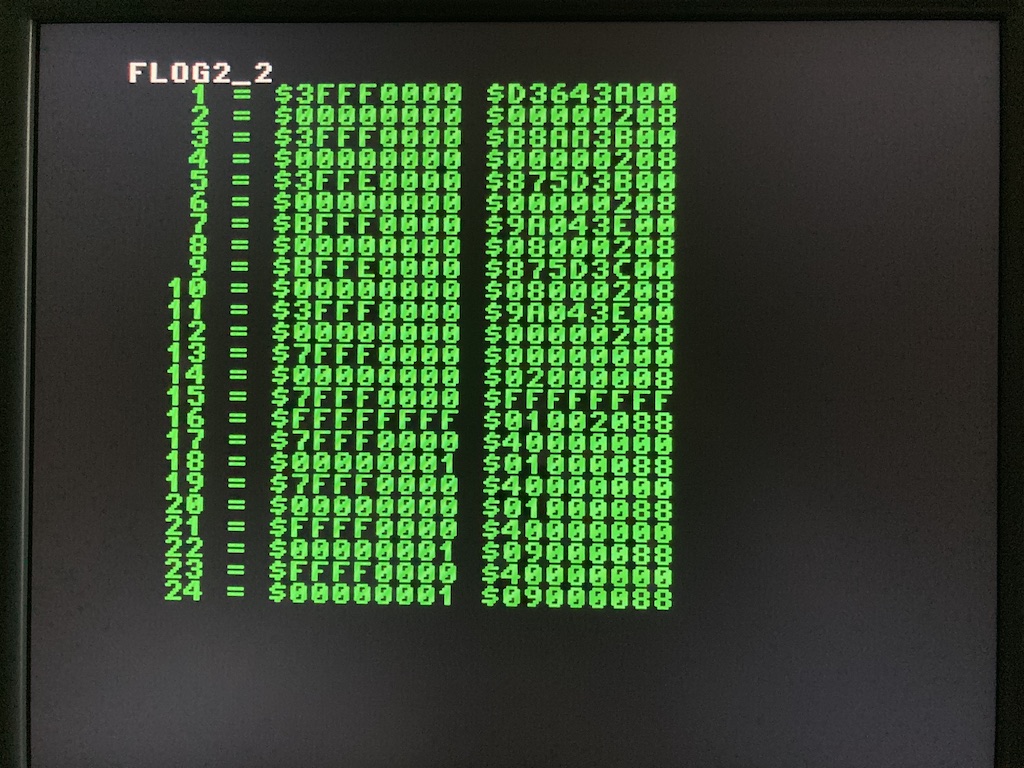 FLOG2_2
1 = $3FFF0000 $D3643A00
2 = $00000000 $00000208
3 = $3FFF0000 $B8AA3B00
4 = $00000000 $00000208
5 = $3FFE0000 $875D3B00
6 = $00000000 $00000208
7 = $BFFF0000 $9A043E00
8 = $00000000 $08000208
9 = $BFFE0000 $875D3C00
10 = $00000000 $08000208
11 = $3FFF0000 $9A043E00
12 = $00000000 $00000208
13 = $7FFF0000 $00000000
14 = $00000000 $02000008
15 = $7FFF0000 $FFFFFFFF
16 = $FFFFFFFF $01002088
17 = $7FFF0000 $40000000
18 = $00000001 $01000088
19 = $7FFF0000 $40000000
20 = $00000000 $01000088
21 = $FFFF0000 $40000000
22 = $00000001 $09000088
23 = $FFFF0000 $40000000
24 = $00000001 $09000088